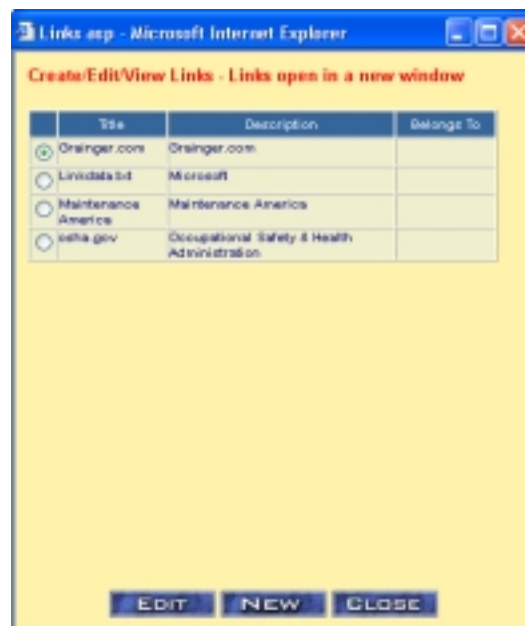 Links asp - Microsoft Internet Explorer
Create/Edit/View Links - Links open in a new window
Title Description Belongs To
Grainger.com Grainger.com
Linkdata.txt Microsoft
Maintenance America Maintenance America
osha.gov Occupational Safety & Health Administration
EDIT NEW CLOSE